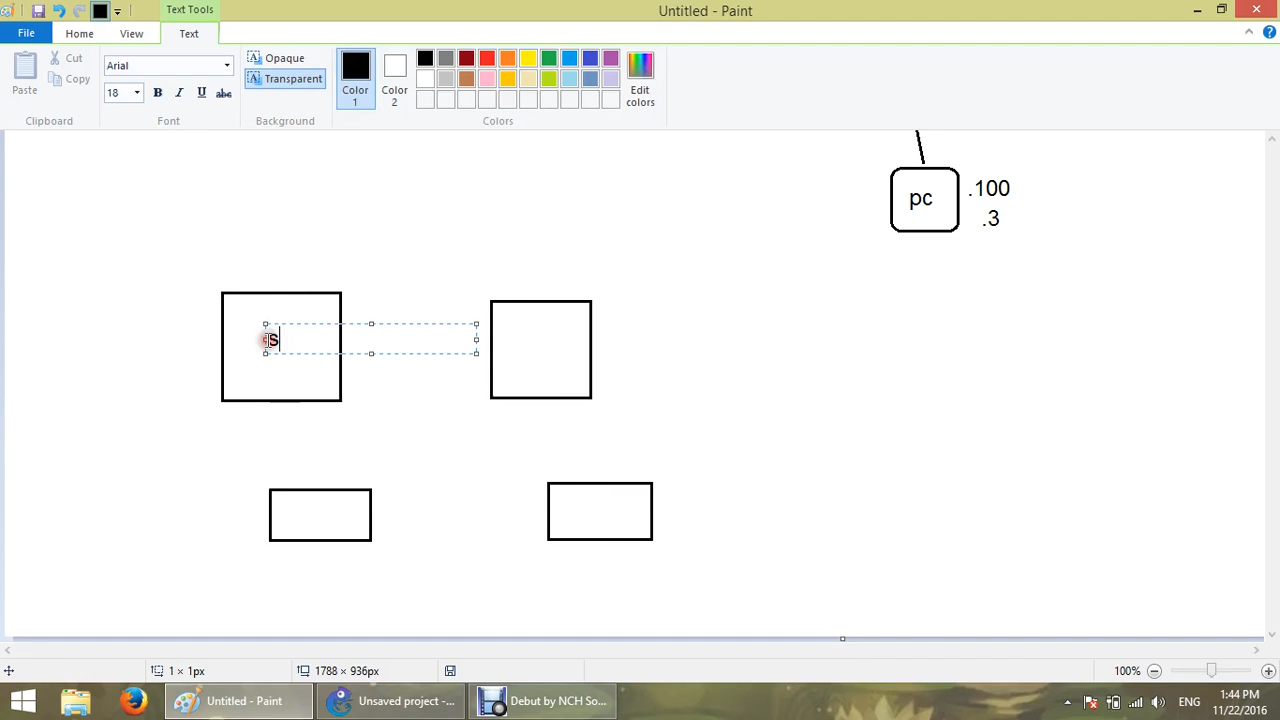 Text Tools
Untitled - Paint
File
Home
View
Text
Paste
Cut
Copy
Clipboard
Arial
18
B I U abc
Font
Opaque
Transparent
Background
Color 1
Color 2
Edit colors
Colors
pc
.100
.3
s
1 × 1px
1788 × 936px
100%
Untitled - Paint
Unsaved project -...
Debut by NCH So...
ENG
1:44 PM
11/22/2016